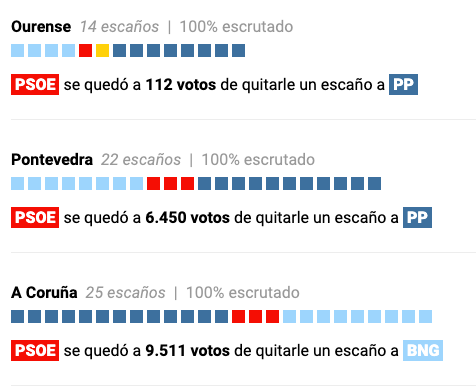 Ourense 14 escaños | 100% escrutado
PSOE se quedó a 112 votos de quitarle un escaño a PP
Pontevedra 22 escaños | 100% escrutado
PSOE se quedó a 6.450 votos de quitarle un escaño a PP
A Coruña 25 escaños | 100% escrutado
PSOE se quedó a 9.511 votos de quitarle un escaño a BNG